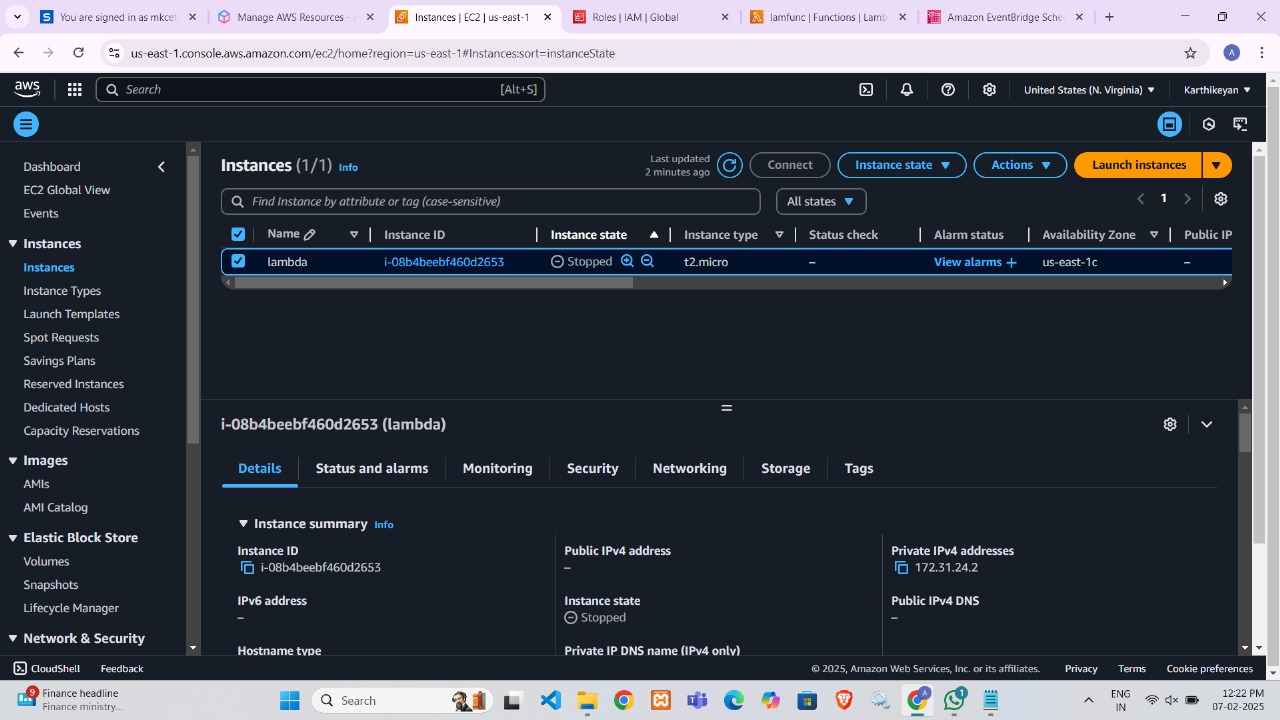 You are signed in as mkcet
Manage AWS Resources - A
Instances | EC2 | us-east-1
Roles | IAM | Global
lamfunc | Functions | Lamb
Amazon EventBridge Sche
us-east-1.console.aws.amazon.com/ec2/home?region=us-east-1#Instances:sort=instanceState
A
aws
Search [Alt+S]
United States (N. Virginia)
Karthikeyan
Dashboard
EC2 Global View
Events
Instances
Instances
Instance Types
Launch Templates
Spot Requests
Savings Plans
Reserved Instances
Dedicated Hosts
Capacity Reservations
Images
AMIs
AMI Catalog
Elastic Block Store
Volumes
Snapshots
Lifecycle Manager
Network & Security
Instances (1/1) Info
Last updated
2 minutes ago
Connect
Instance state
Actions
Launch instances
Find Instance by attribute or tag (case-sensitive)
All states
1
Name Instance ID Instance state Instance type Status check Alarm status Availability Zone Public IP
lambda i-08b4beebf460d2653 Stopped t2.micro – View alarms + us-east-1c –
i-08b4beebf460d2653 (lambda)
Details Status and alarms Monitoring Security Networking Storage Tags
Instance summary Info
Instance ID
i-08b4beebf460d2653
Public IPv4 address
–
Private IPv4 addresses
172.31.24.2
IPv6 address
–
Instance state
Stopped
Public IPv4 DNS
–
Hostname type
Private IP DNS name (IPv4 only)
CloudShell Feedback
© 2025, Amazon Web Services, Inc. or its affiliates. Privacy Terms Cookie preferences
9
Finance headline
Finance ministry...
Search
A
1
ENG
IN
12:22 PM
07-02-2025